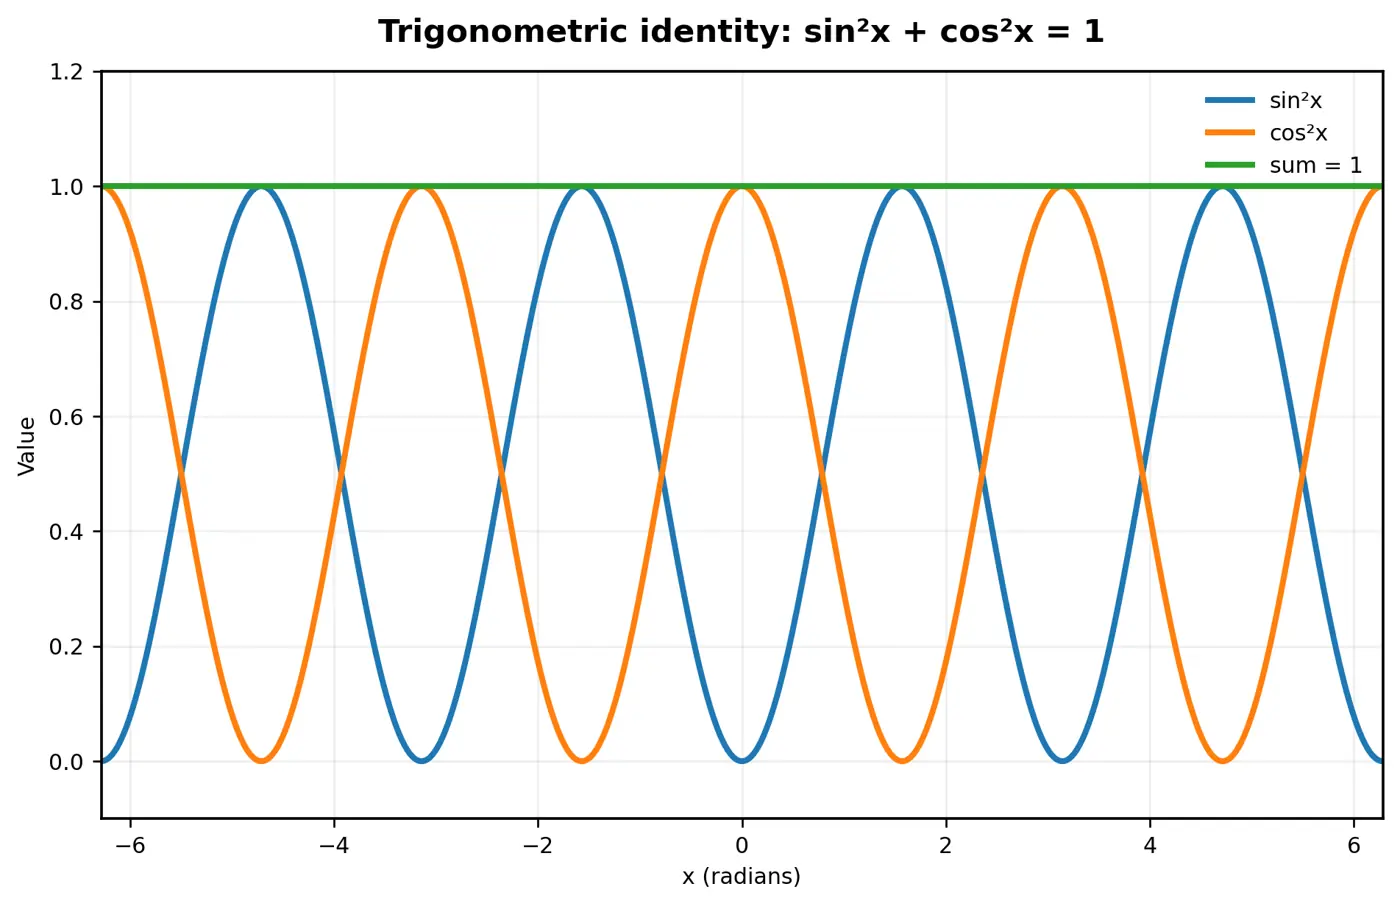 Trigonometric identity: sin²x + cos²x = 1
1.2
sin²x
cos²x
sum = 1
1.0
0.8
0.6
Value
0.4
0.2
0.0
−6 −4 −2 0 2 4 6
x (radians)